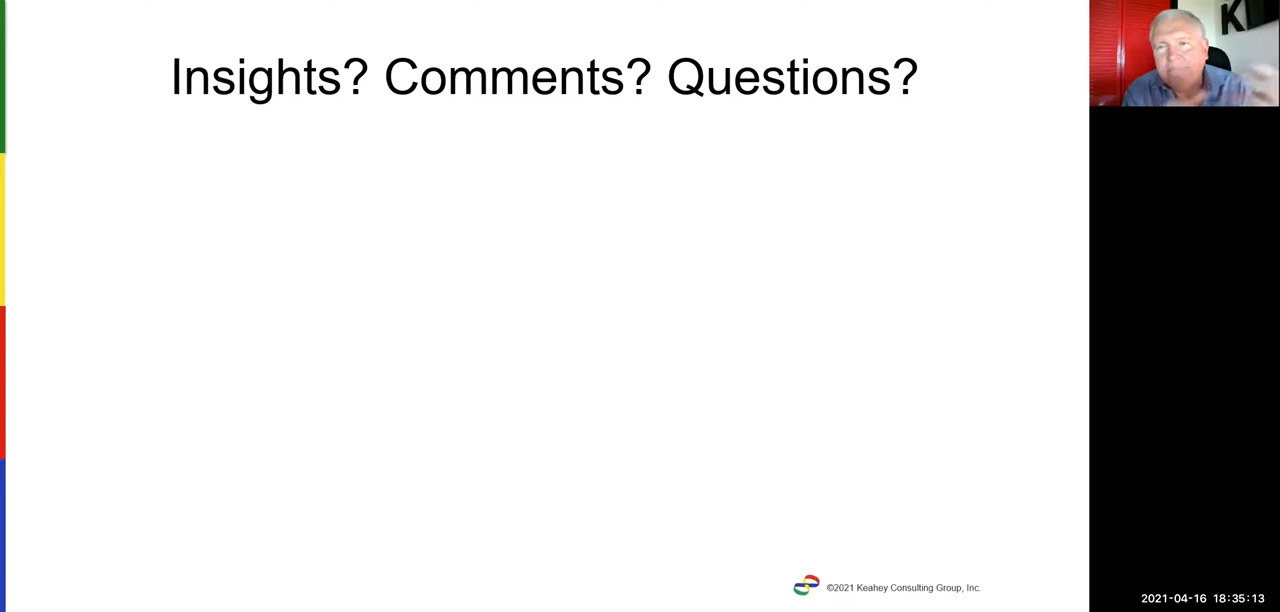 Insights? Comments? Questions?
K
©2021 Keahey Consulting Group, Inc.
2021-04-16 18:35:13